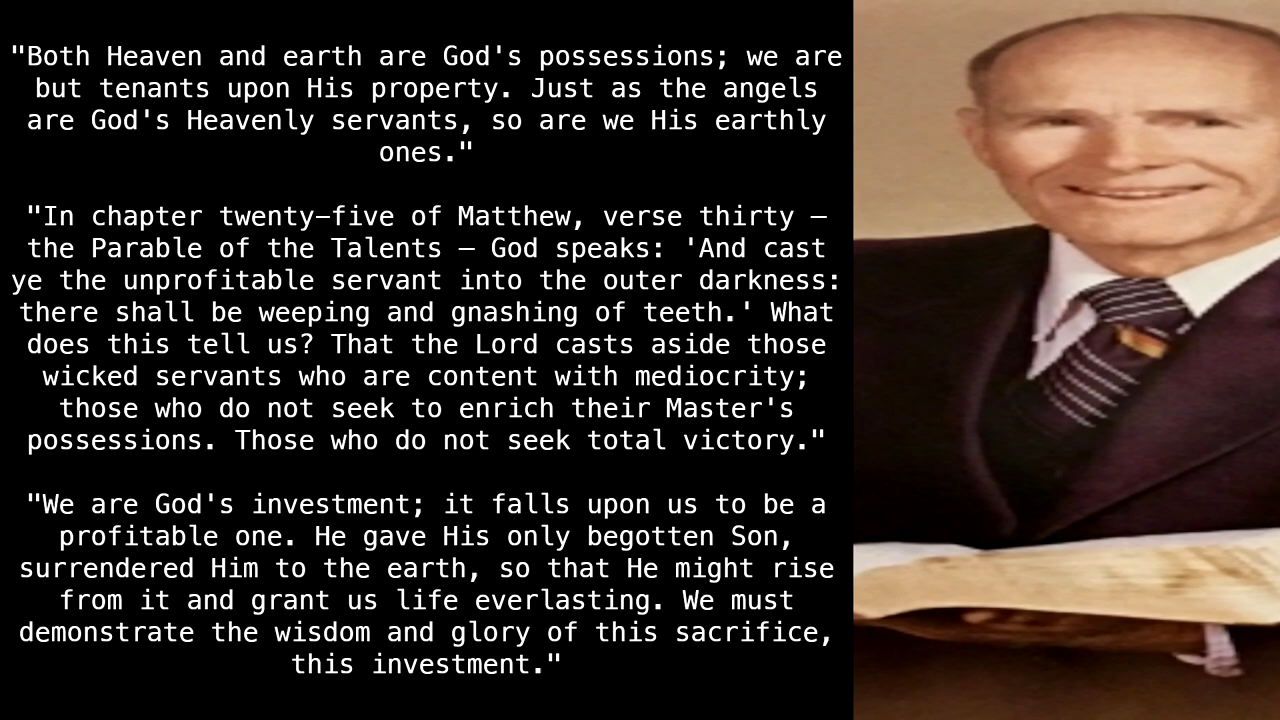 "Both Heaven and earth are God's possessions; we are
but tenants upon His property. Just as the angels
are God's Heavenly servants, so are we His earthly
ones."
"In chapter twenty–five of Matthew, verse thirty –
the Parable of the Talents – God speaks: 'And cast
ye the unprofitable servant into the outer darkness:
there shall be weeping and gnashing of teeth.' What
does this tell us? That the Lord casts aside those
wicked servants who are content with mediocrity;
those who do not seek to enrich their Master's
possessions. Those who do not seek total victory."
"We are God's investment; it falls upon us to be a
profitable one. He gave His only begotten Son,
surrendered Him to the earth, so that He might rise
from it and grant us life everlasting. We must
demonstrate the wisdom and glory of this sacrifice,
this investment."